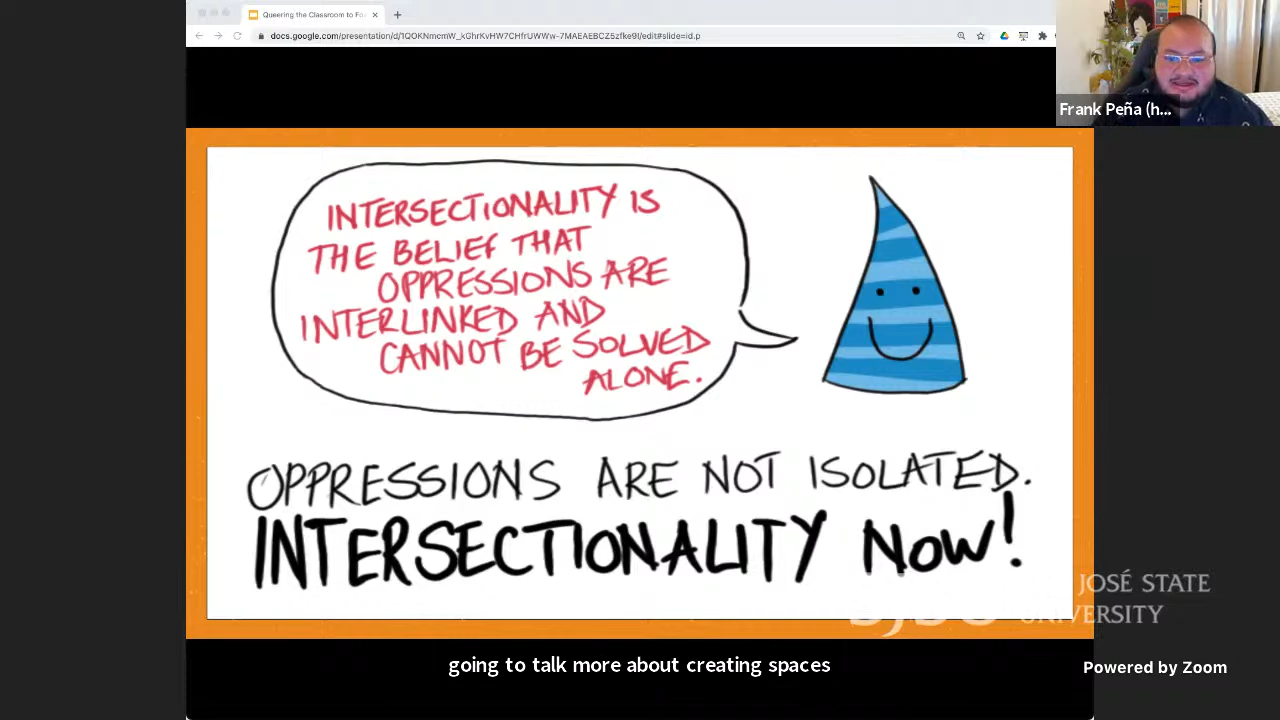 Queering the Classroom to Fo
docs.google.com/presentation/d/1QOKNmcmW_kGhrKvHW7CHfrUWWw-7MAEAEBCZ5zfke9I/edit#slide=id.p
Frank Peña (h...
INTERSECTIONALITY IS
THE BELIEF THAT
OPPRESSIONS ARE
INTERLINKED AND
CANNOT BE SOLVED
ALONE.
OPPRESSIONS ARE NOT ISOLATED.
INTERSECTIONALITY NOW!
JOSÉ STATE
UNIVERSITY
going to talk more about creating spaces
Powered by Zoom